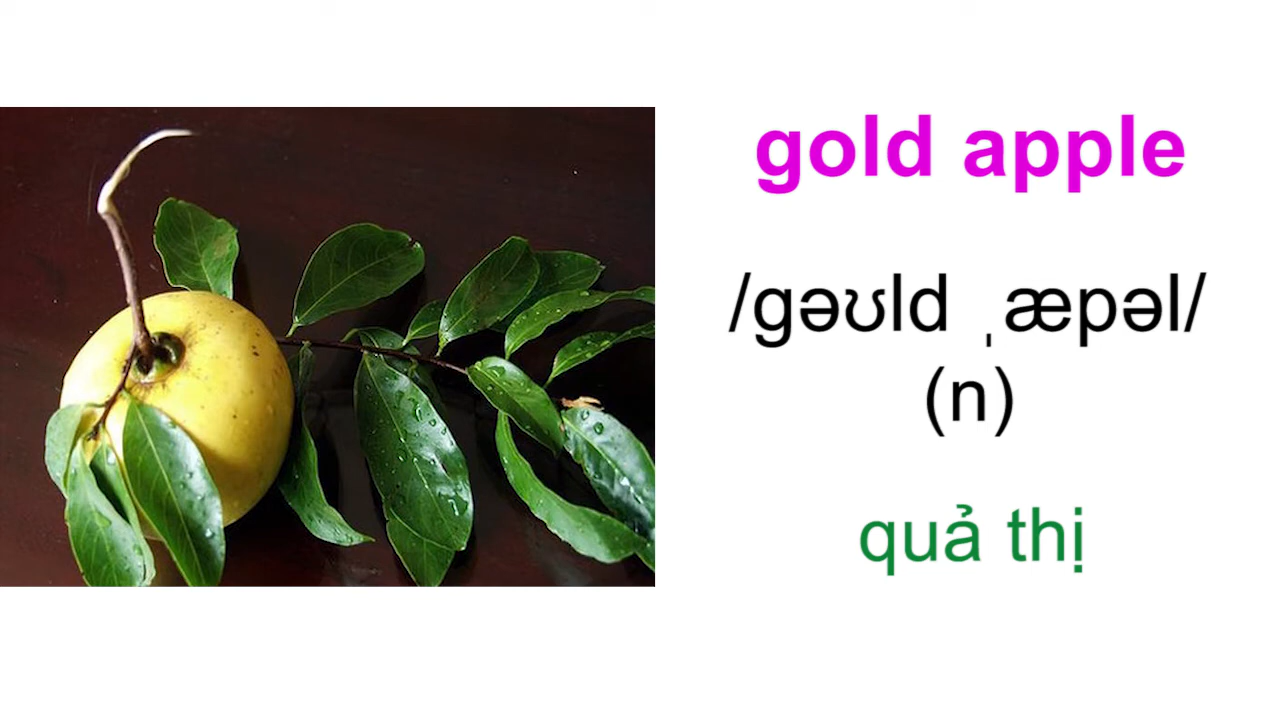 gold apple
/gəʊld ˌæpəl/
(n)
quả thị